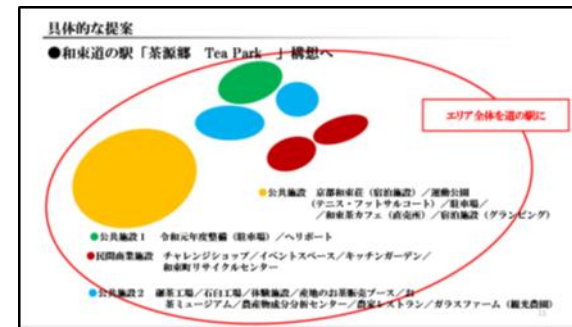 具体的な提案
●和東道の駅「茶源郷　Tea Park　」構想へ
エリア全体を道の駅に
●公共施設　京都和束荘（宿泊施設）／運動公園
（テニス・フットサルコート）／駐車場／
／和束茶カフェ（直売所）／宿泊施設（グランピング）
●公共施設１　令和元年度整備（駐車場）／ヘリポート
●民間商業施設　チャレンジショップ／イベントスペース／キッチンガーデン／
和束町リサイクルセンター
●公共施設２　碾茶工場／石臼工場／体験施設／産地のお茶販売ブース／お
茶ミュージアム／農産物成分分析センター／農家レストラン／ガラスファーム（観光農園）